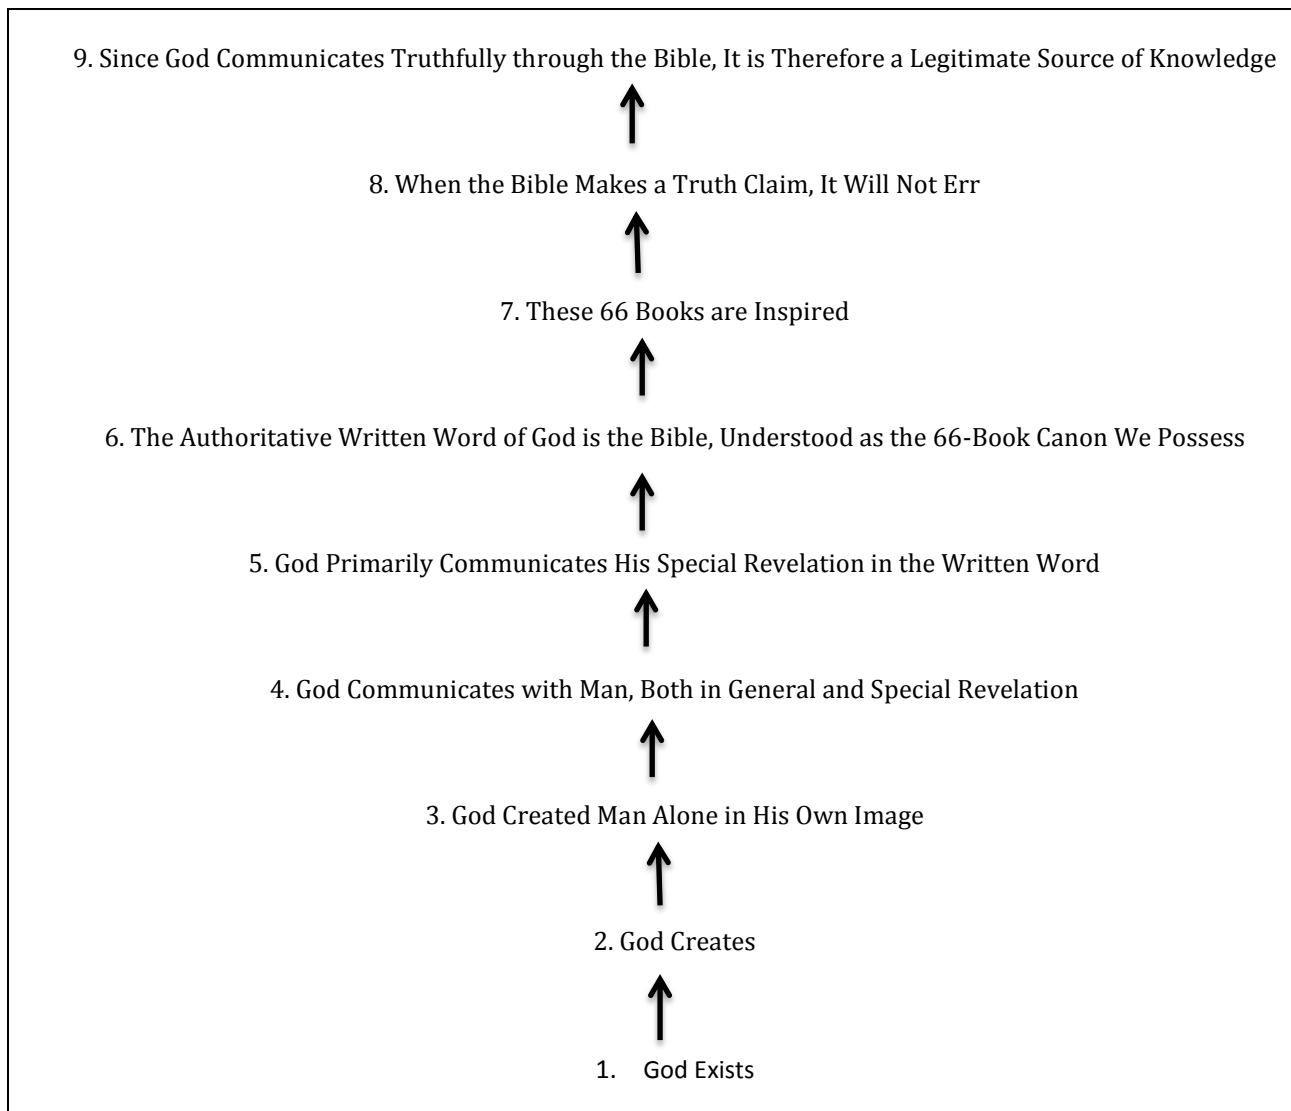 9. Since God Communicates Truthfully through the Bible, It is Therefore a Legitimate Source of Knowledge
8. When the Bible Makes a Truth Claim, It Will Not Err
7. These 66 Books are Inspired
6. The Authoritative Written Word of God is the Bible, Understood as the 66-Book Canon We Possess
5. God Primarily Communicates His Special Revelation in the Written Word
4. God Communicates with Man, Both in General and Special Revelation
3. God Created Man Alone in His Own Image
2. God Creates
1. God Exists